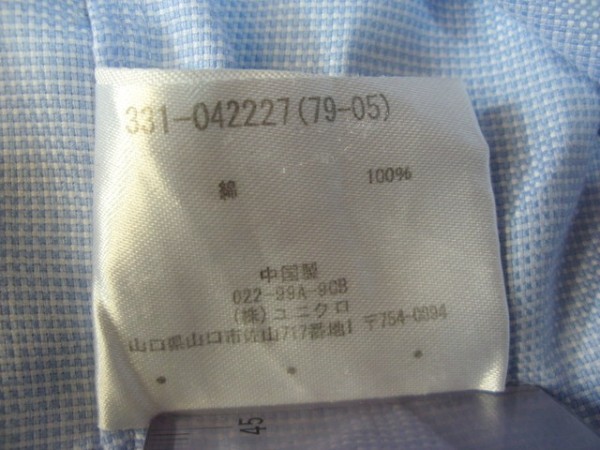 331-042227(79-05)
綿 100%
中国製
022-99A-9CB
(株)ユニクロ
山口県山口市佐山717番地1 〒754-0894
45